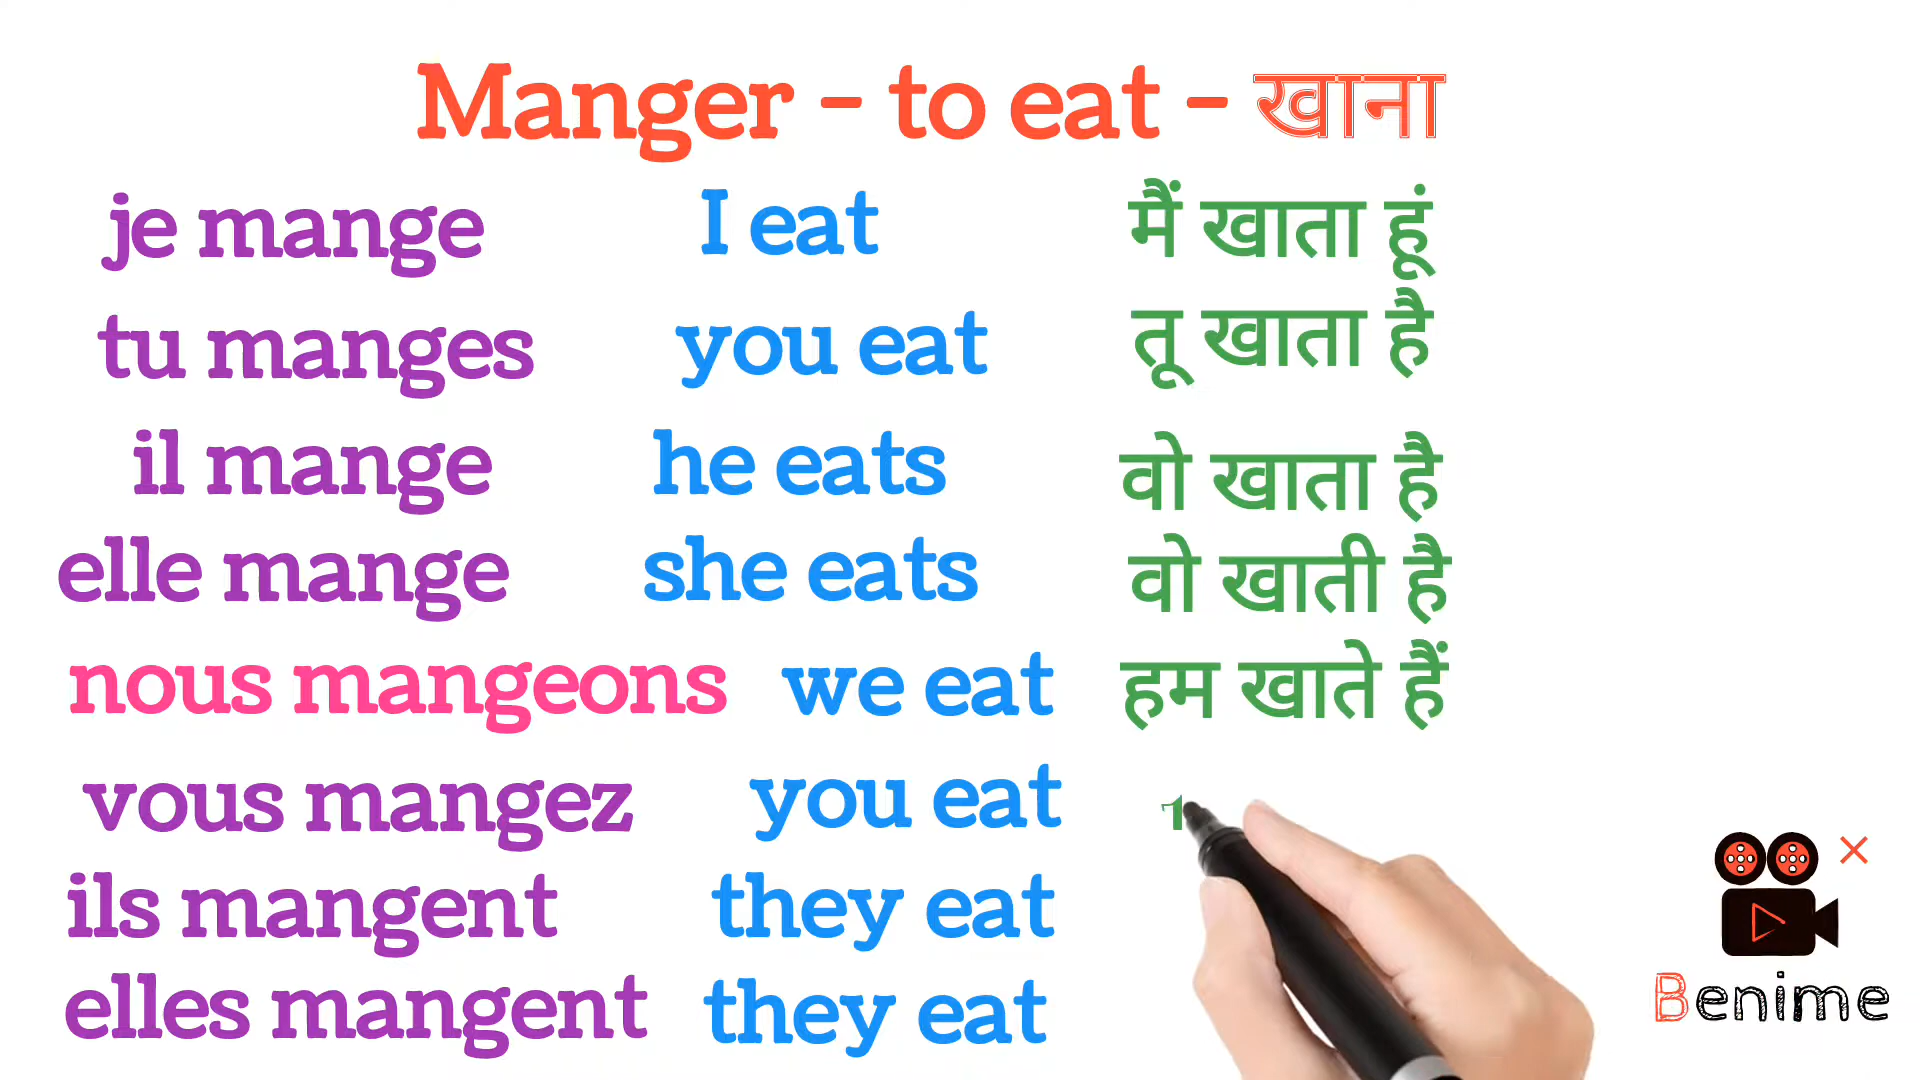 Manger - to eat - खाना
je mange I eat मैं खाता हूं
tu manges you eat तू खाता है
il mange he eats वो खाता है
elle mange she eats वो खाती है
nous mangeons we eat हम खाते हैं
vous mangez you eat
ils mangent they eat
elles mangent they eat
Benime